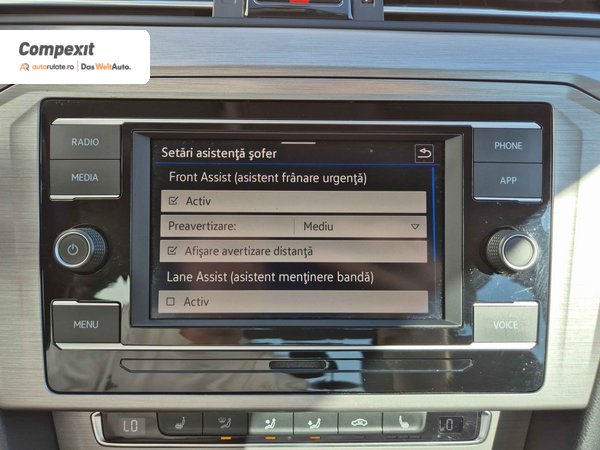 Compexit
autorulate.ro | Das WeltAuto.
RADIO
MEDIA
MENU
Setări asistenţă şofer
Front Assist (asistent frânare urgenţă)
Activ
Preavertizare: Mediu
Afişare avertizare distanţă
Lane Assist (asistent menţinere bandă)
Activ
PHONE
APP
VOICE
LO
LO